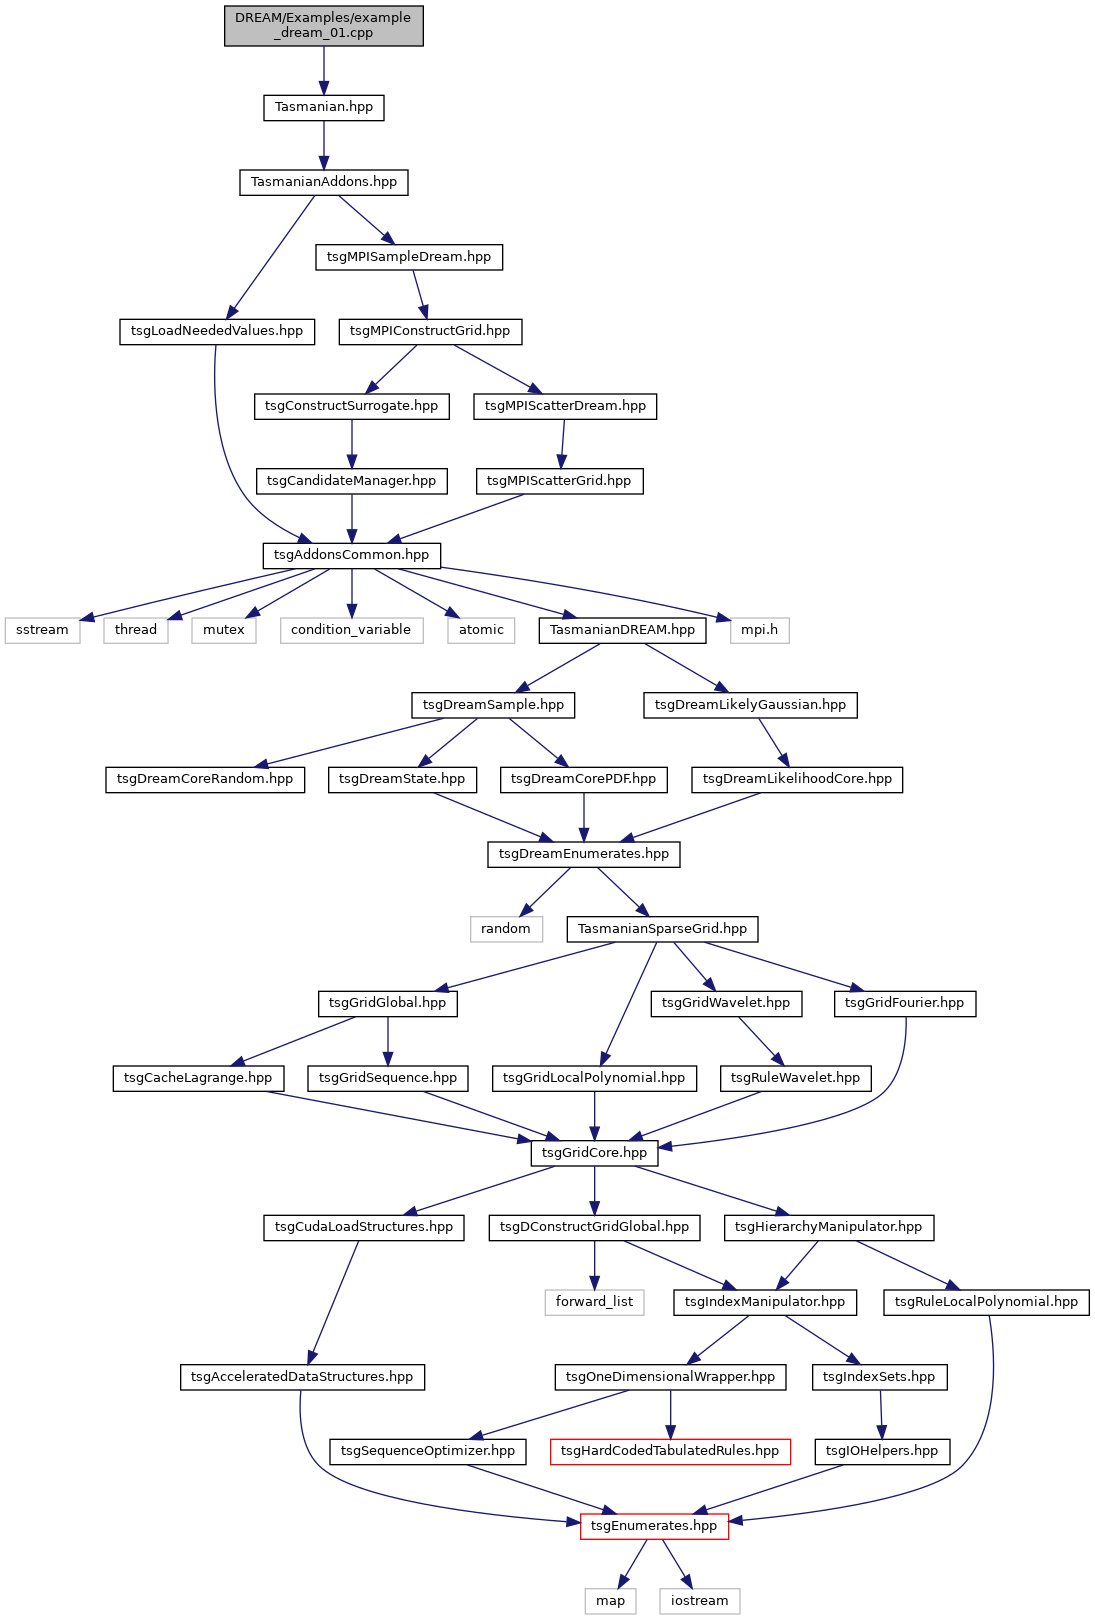 DREAM/Examples/example
_dream_01.cpp
Tasmanian.hpp
TasmanianAddons.hpp
tsgMPISampleDream.hpp
tsgLoadNeededValues.hpp
tsgMPIConstructGrid.hpp
tsgConstructSurrogate.hpp
tsgMPIScatterDream.hpp
tsgCandidateManager.hpp
tsgMPIScatterGrid.hpp
tsgAddonsCommon.hpp
sstream
thread
mutex
condition_variable
atomic
TasmanianDREAM.hpp
mpi.h
tsgDreamSample.hpp
tsgDreamLikelyGaussian.hpp
tsgDreamCoreRandom.hpp
tsgDreamState.hpp
tsgDreamCorePDF.hpp
tsgDreamLikelihoodCore.hpp
tsgDreamEnumerates.hpp
random
TasmanianSparseGrid.hpp
tsgGridGlobal.hpp
tsgGridWavelet.hpp
tsgGridFourier.hpp
tsgCacheLagrange.hpp
tsgGridSequence.hpp
tsgGridLocalPolynomial.hpp
tsgRuleWavelet.hpp
tsgGridCore.hpp
tsgCudaLoadStructures.hpp
tsgDConstructGridGlobal.hpp
tsgHierarchyManipulator.hpp
forward_list
tsgIndexManipulator.hpp
tsgRuleLocalPolynomial.hpp
tsgAcceleratedDataStructures.hpp
tsgOneDimensionalWrapper.hpp
tsgIndexSets.hpp
tsgSequenceOptimizer.hpp
tsgHardCodedTabulatedRules.hpp
tsgIOHelpers.hpp
tsgEnumerates.hpp
map
iostream